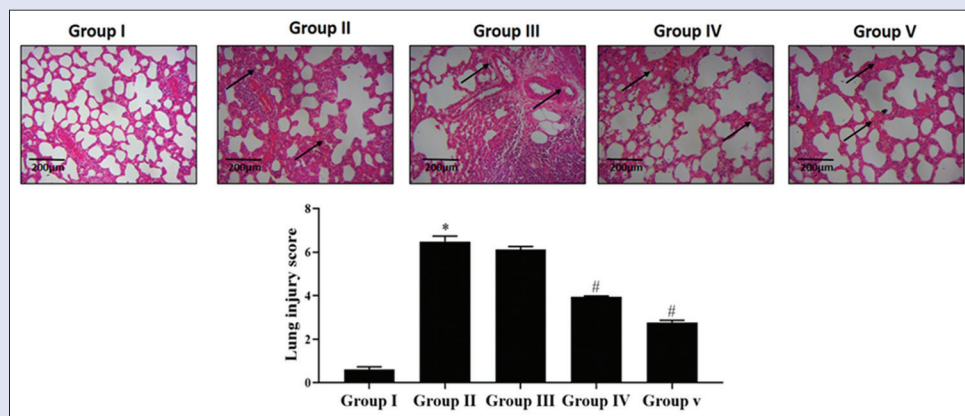 Group I Group II Group III Group IV Group V
200μm 200μm 200μm 200μm 200μm
8
6
4
2
0
Lung injury score
*
#
#
Group I Group II Group III Group IV Group v